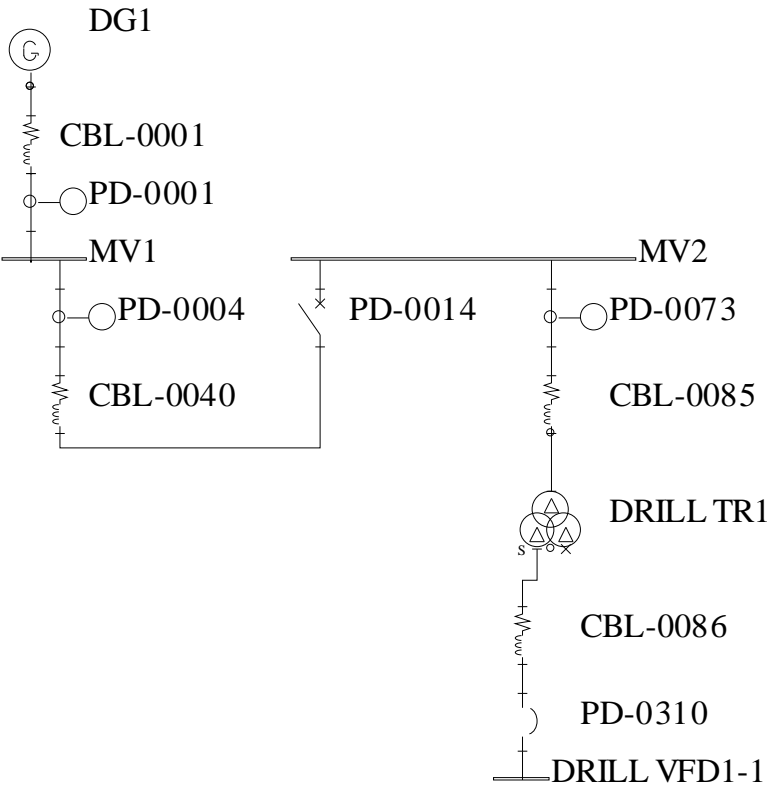 DG1
G
CBL-0001
PD-0001
MV1
MV2
PD-0004
PD-0014
PD-0073
CBL-0040
CBL-0085
DRILL TR1
s
CBL-0086
PD-0310
DRILL VFD1-1